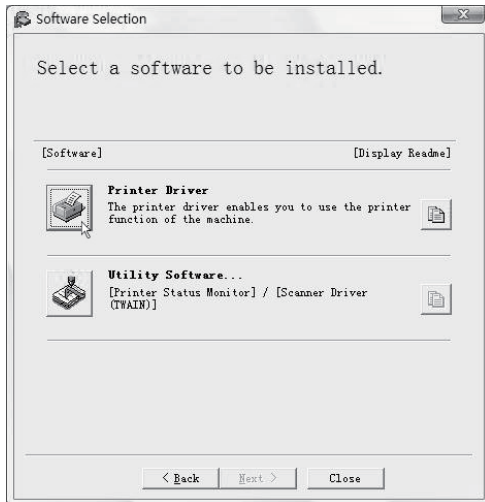 Software Selection
Select a software to be installed.
[Software] [Display Readme]
Printer Driver
The printer driver enables you to use the printer
function of the machine.
Utility Software...
[Printer Status Monitor] / [Scanner Driver
(TWAIN)]
< Back Next > Close